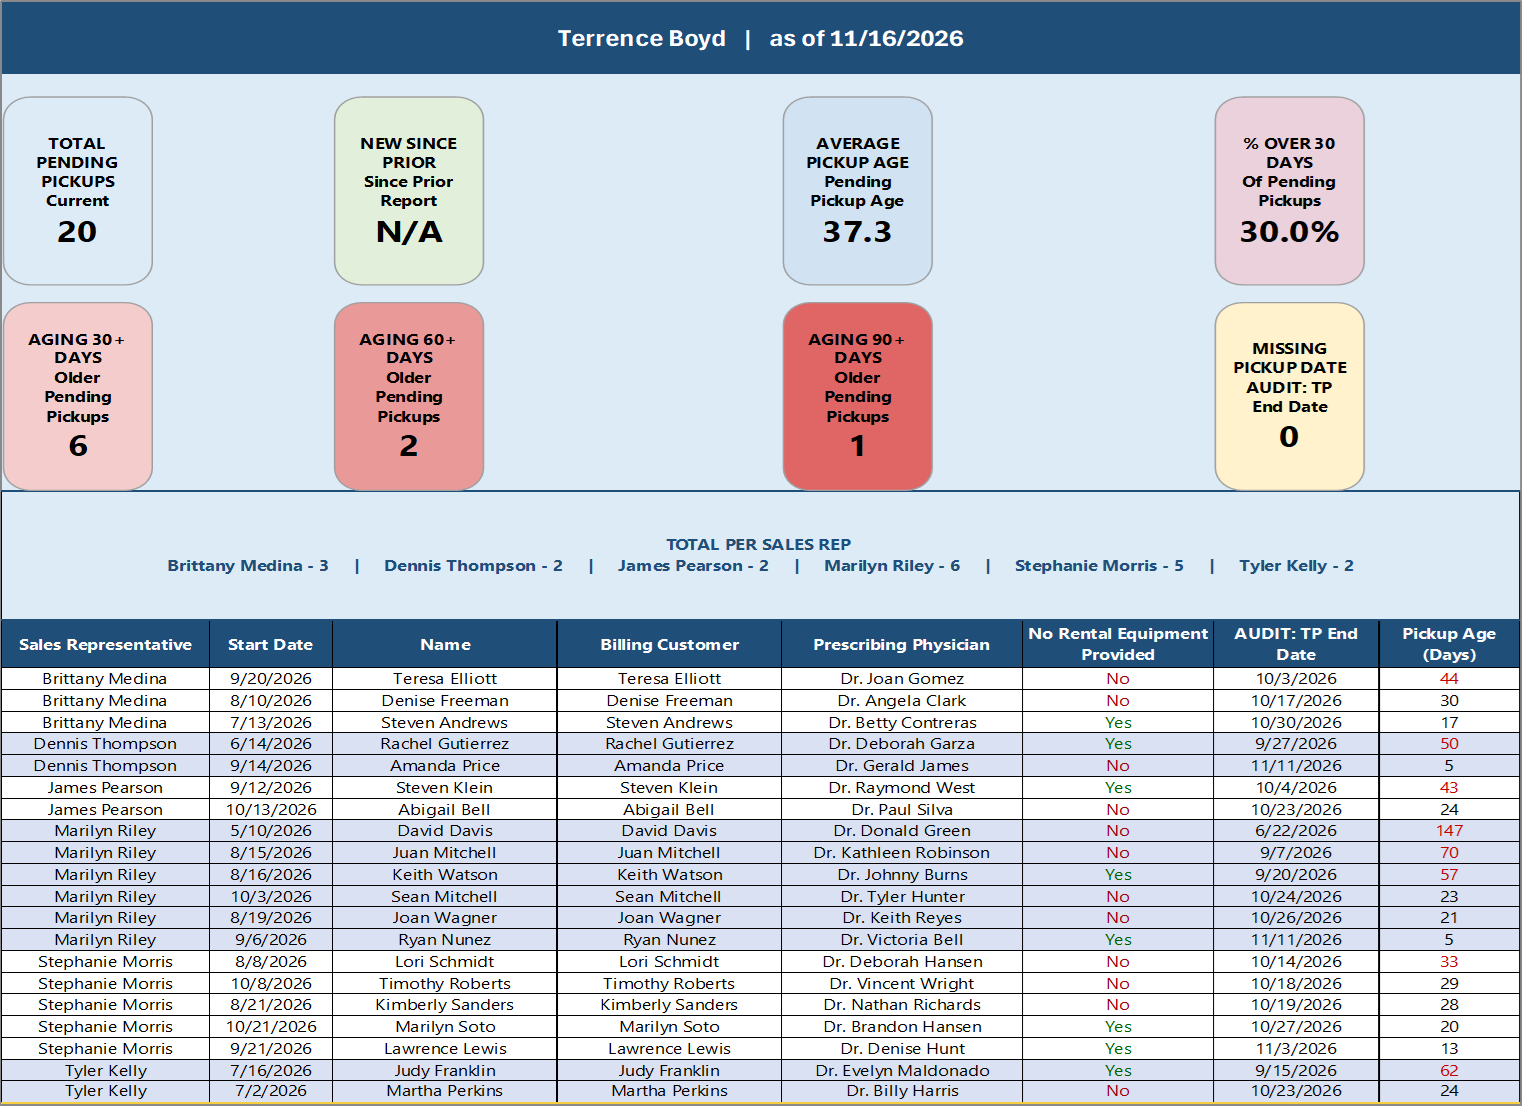 Terrence Boyd | as of 11/16/2026
TOTAL
PENDING
PICKUPS
Current
20
NEW SINCE
PRIOR
Since Prior
Report
N/A
AVERAGE
PICKUP AGE
Pending
Pickup Age
37.3
% OVER 30
DAYS
Of Pending
Pickups
30.0%
AGING 30+
DAYS
Older
Pending
Pickups
6
AGING 60+
DAYS
Older
Pending
Pickups
2
AGING 90+
DAYS
Older
Pending
Pickups
1
MISSING
PICKUP DATE
AUDIT: TP
End Date
0
TOTAL PER SALES REP
Brittany Medina - 3 | Dennis Thompson - 2 | James Pearson - 2 | Marilyn Riley - 6 | Stephanie Morris - 5 | Tyler Kelly - 2
Sales Representative Start Date Name Billing Customer Prescribing Physician No Rental Equipment Provided AUDIT: TP End Date Pickup Age (Days)
Brittany Medina 9/20/2026 Teresa Elliott Teresa Elliott Dr. Joan Gomez No 10/3/2026 44
Brittany Medina 8/10/2026 Denise Freeman Denise Freeman Dr. Angela Clark No 10/17/2026 30
Brittany Medina 7/13/2026 Steven Andrews Steven Andrews Dr. Betty Contreras Yes 10/30/2026 17
Dennis Thompson 6/14/2026 Rachel Gutierrez Rachel Gutierrez Dr. Deborah Garza Yes 9/27/2026 50
Dennis Thompson 9/14/2026 Amanda Price Amanda Price Dr. Gerald James No 11/11/2026 5
James Pearson 9/12/2026 Steven Klein Steven Klein Dr. Raymond West Yes 10/4/2026 43
James Pearson 10/13/2026 Abigail Bell Abigail Bell Dr. Paul Silva No 10/23/2026 24
Marilyn Riley 5/10/2026 David Davis David Davis Dr. Donald Green No 6/22/2026 147
Marilyn Riley 8/15/2026 Juan Mitchell Juan Mitchell Dr. Kathleen Robinson No 9/7/2026 70
Marilyn Riley 8/16/2026 Keith Watson Keith Watson Dr. Johnny Burns Yes 9/20/2026 57
Marilyn Riley 10/3/2026 Sean Mitchell Sean Mitchell Dr. Tyler Hunter No 10/24/2026 23
Marilyn Riley 8/19/2026 Joan Wagner Joan Wagner Dr. Keith Reyes No 10/26/2026 21
Marilyn Riley 9/6/2026 Ryan Nunez Ryan Nunez Dr. Victoria Bell Yes 11/11/2026 5
Stephanie Morris 8/8/2026 Lori Schmidt Lori Schmidt Dr. Deborah Hansen No 10/14/2026 33
Stephanie Morris 10/8/2026 Timothy Roberts Timothy Roberts Dr. Vincent Wright No 10/18/2026 29
Stephanie Morris 8/21/2026 Kimberly Sanders Kimberly Sanders Dr. Nathan Richards No 10/19/2026 28
Stephanie Morris 10/21/2026 Marilyn Soto Marilyn Soto Dr. Brandon Hansen Yes 10/27/2026 20
Stephanie Morris 9/21/2026 Lawrence Lewis Lawrence Lewis Dr. Denise Hunt Yes 11/3/2026 13
Tyler Kelly 7/16/2026 Judy Franklin Judy Franklin Dr. Evelyn Maldonado Yes 9/15/2026 62
Tyler Kelly 7/2/2026 Martha Perkins Martha Perkins Dr. Billy Harris No 10/23/2026 24